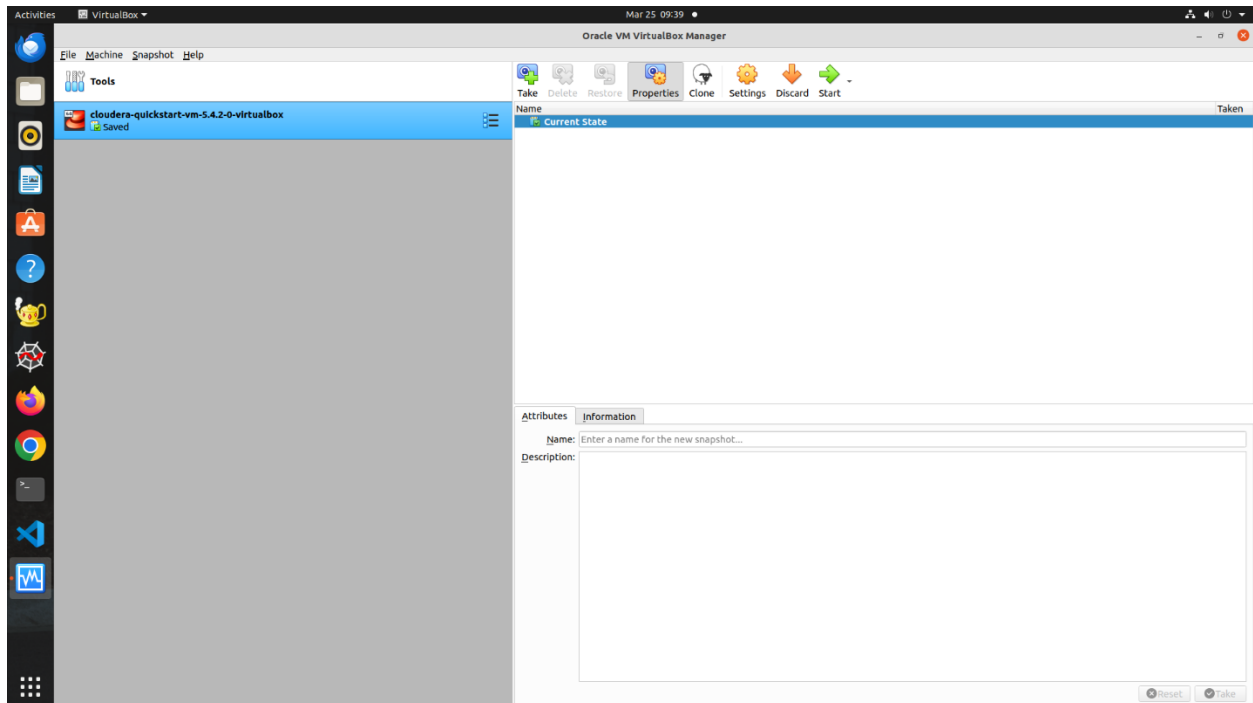 Activities VirtualBox Mar 25 09:39
Oracle VM VirtualBox Manager
File Machine Snapshot Help
Tools
Take Delete Restore Properties Clone Settings Discard Start
cloudera-quickstart-vm-5.4.2-0-virtualbox
Saved
Name Taken
Current State
Attributes Information
Name: Enter a name for the new snapshot...
Description:
Reset Take